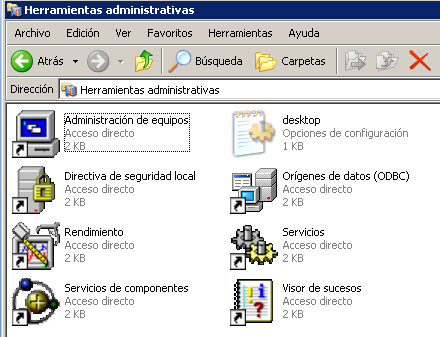 Herramientas administrativas
Archivo Edición Ver Favoritos Herramientas Ayuda
Atrás Búsqueda Carpetas
Dirección Herramientas administrativas
Administración de equipos
Acceso directo
2 KB
desktop
Opciones de configuración
1 KB
Directiva de seguridad local
Acceso directo
2 KB
Orígenes de datos (ODBC)
Acceso directo
2 KB
Rendimiento
Acceso directo
2 KB
Servicios
Acceso directo
2 KB
Servicios de componentes
Acceso directo
2 KB
Visor de sucesos
Acceso directo
2 KB